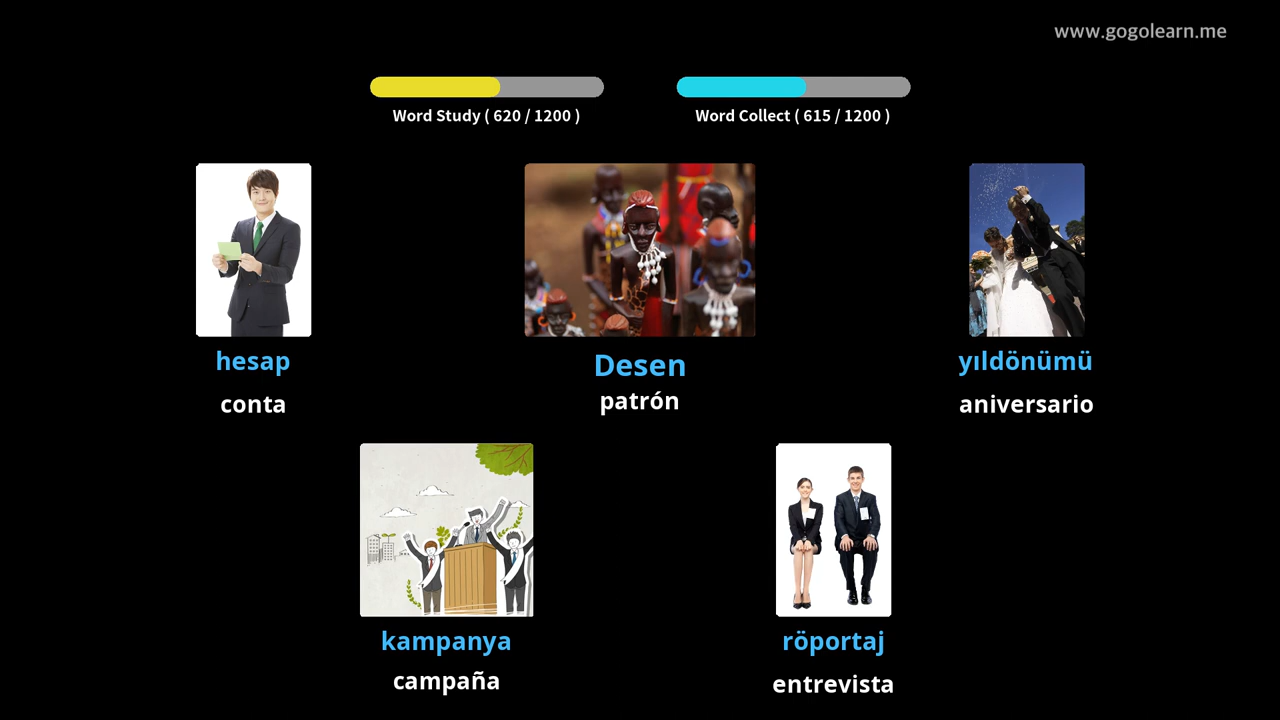 www.gogolearn.me
Word Study ( 620 / 1200 )
Word Collect ( 615 / 1200 )
hesap
conta
Desen
patrón
yıldönümü
aniversario
kampanya
campaña
röportaj
entrevista